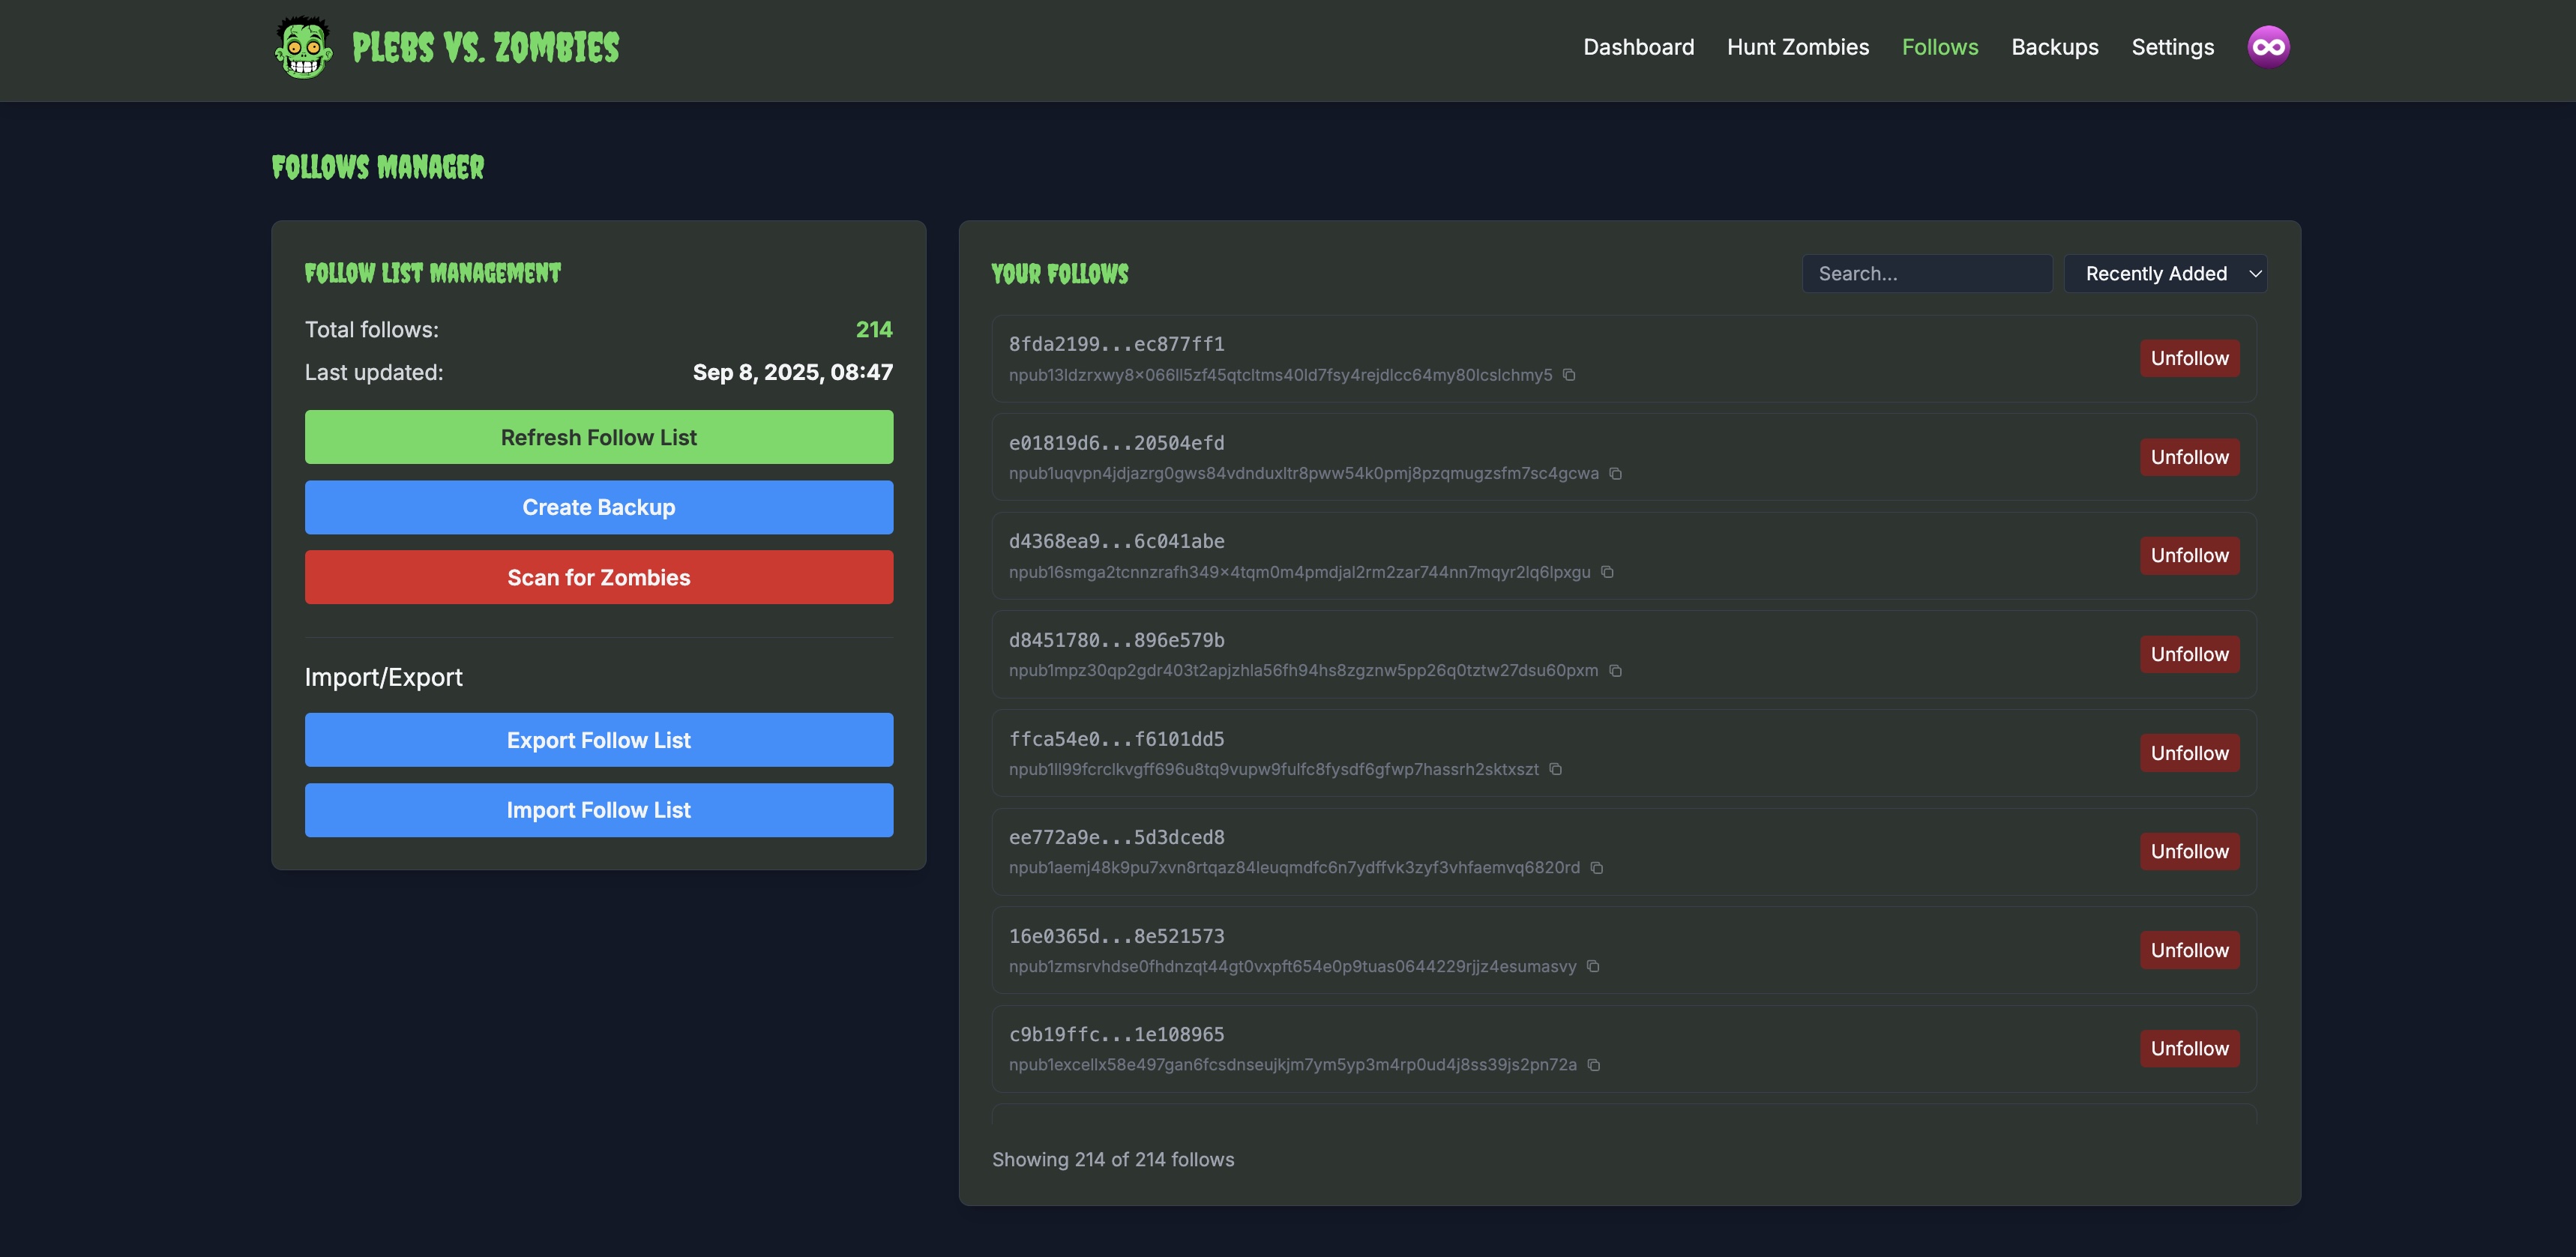 PLEBS VS. ZOMBIES
Dashboard
Hunt Zombies
Follows
Backups
Settings
FOLLOWS MANAGER
FOLLOW LIST MANAGEMENT
Total follows: 214
Last updated: Sep 8, 2025, 08:47
Refresh Follow List
Create Backup
Scan for Zombies
Import/Export
Export Follow List
Import Follow List
YOUR FOLLOWS
Search...
Recently Added
8fda2199...ec877ff1
npub13ldzrxwy8x066ll5zf45qtcltms40ld7fsy4rejdlcc64my80lcslchmy5
Unfollow
e01819d6...20504efd
npub1uqvpn4jdjazrg0gws84vdnduxltr8pww54k0pmj8pzqmugzsfm7sc4gcwa
Unfollow
d4368ea9...6c041abe
npub16smga2tcnnzrafh349x4tqm0m4pmdjal2rm2zar744nn7mqyr2lq6lpxgu
Unfollow
d8451780...896e579b
npub1mpz30qp2gdr403t2apjzhla56fh94hs8zgznw5pp26q0tztw27dsu60pxm
Unfollow
ffca54e0...f6101dd5
npub1ll99fcrclkvgff696u8tq9vupw9fulfc8fysdf6gfwp7hassrh2sktxszt
Unfollow
ee772a9e...5d3dced8
npub1aemj48k9pu7xvn8rtqaz84leuqmdfc6n7ydffvk3zyf3vhfaemvq6820rd
Unfollow
16e0365d...8e521573
npub1zmsrvhdse0fhdnzqt44gt0vxpft654e0p9tuas0644229rjjz4esumasvy
Unfollow
c9b19ffc...1e108965
npub1excellx58e497gan6fcsdnseujkjm7ym5yp3m4rp0ud4j8ss39js2pn72a
Unfollow
Showing 214 of 214 follows